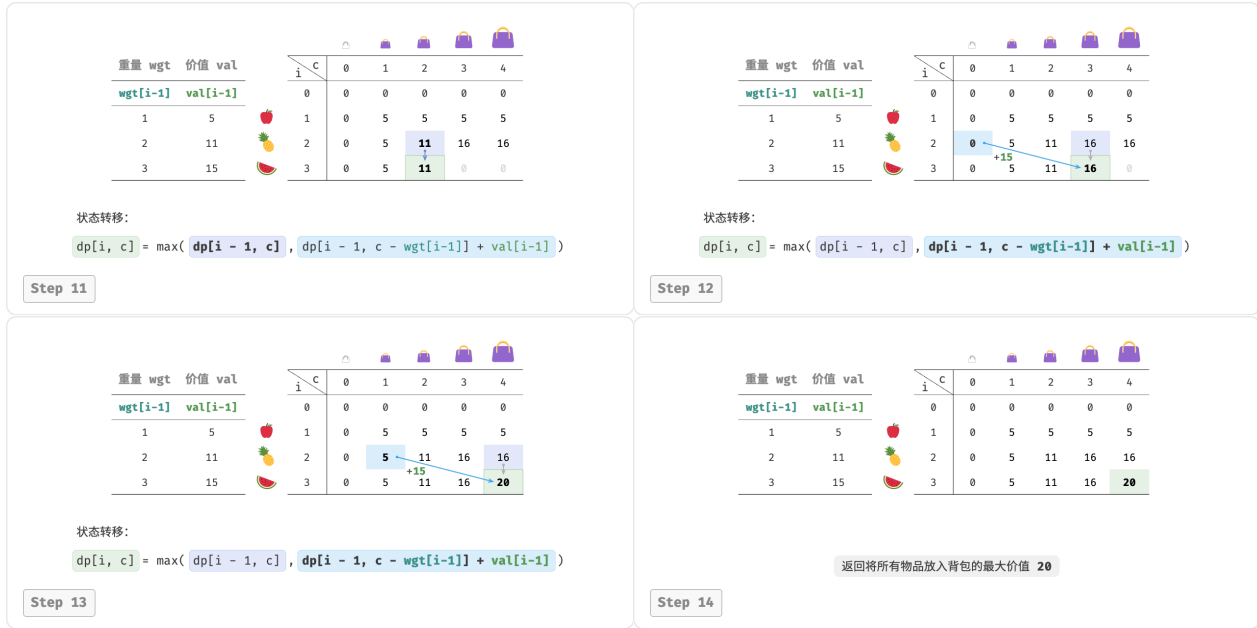 重量 wgt 价值 val
wgt[i-1] val[i-1]
1 5
2 11
3 15
i c 0 1 2 3 4
0 0 0 0 0 0
1 0 5 5 5 5
2 0 5 11 16 16
3 0 5 11 0 0
状态转移：
dp[i, c] = max( dp[i - 1, c] , dp[i - 1, c - wgt[i-1]] + val[i-1] )
Step 11
重量 wgt 价值 val
wgt[i-1] val[i-1]
1 5
2 11
3 15
i c 0 1 2 3 4
0 0 0 0 0 0
1 0 5 5 5 5
2 0 5 11 16 16
+15
3 0 5 11 16 0
状态转移：
dp[i, c] = max( dp[i - 1, c] , dp[i - 1, c - wgt[i-1]] + val[i-1] )
Step 12
重量 wgt 价值 val
wgt[i-1] val[i-1]
1 5
2 11
3 15
i c 0 1 2 3 4
0 0 0 0 0 0
1 0 5 5 5 5
2 0 5 11 16 16
+15
3 0 5 11 16 20
状态转移：
dp[i, c] = max( dp[i - 1, c] , dp[i - 1, c - wgt[i-1]] + val[i-1] )
Step 13
重量 wgt 价值 val
wgt[i-1] val[i-1]
1 5
2 11
3 15
i c 0 1 2 3 4
0 0 0 0 0 0
1 0 5 5 5 5
2 0 5 11 16 16
3 0 5 11 16 20
返回将所有物品放入背包的最大价值 20
Step 14